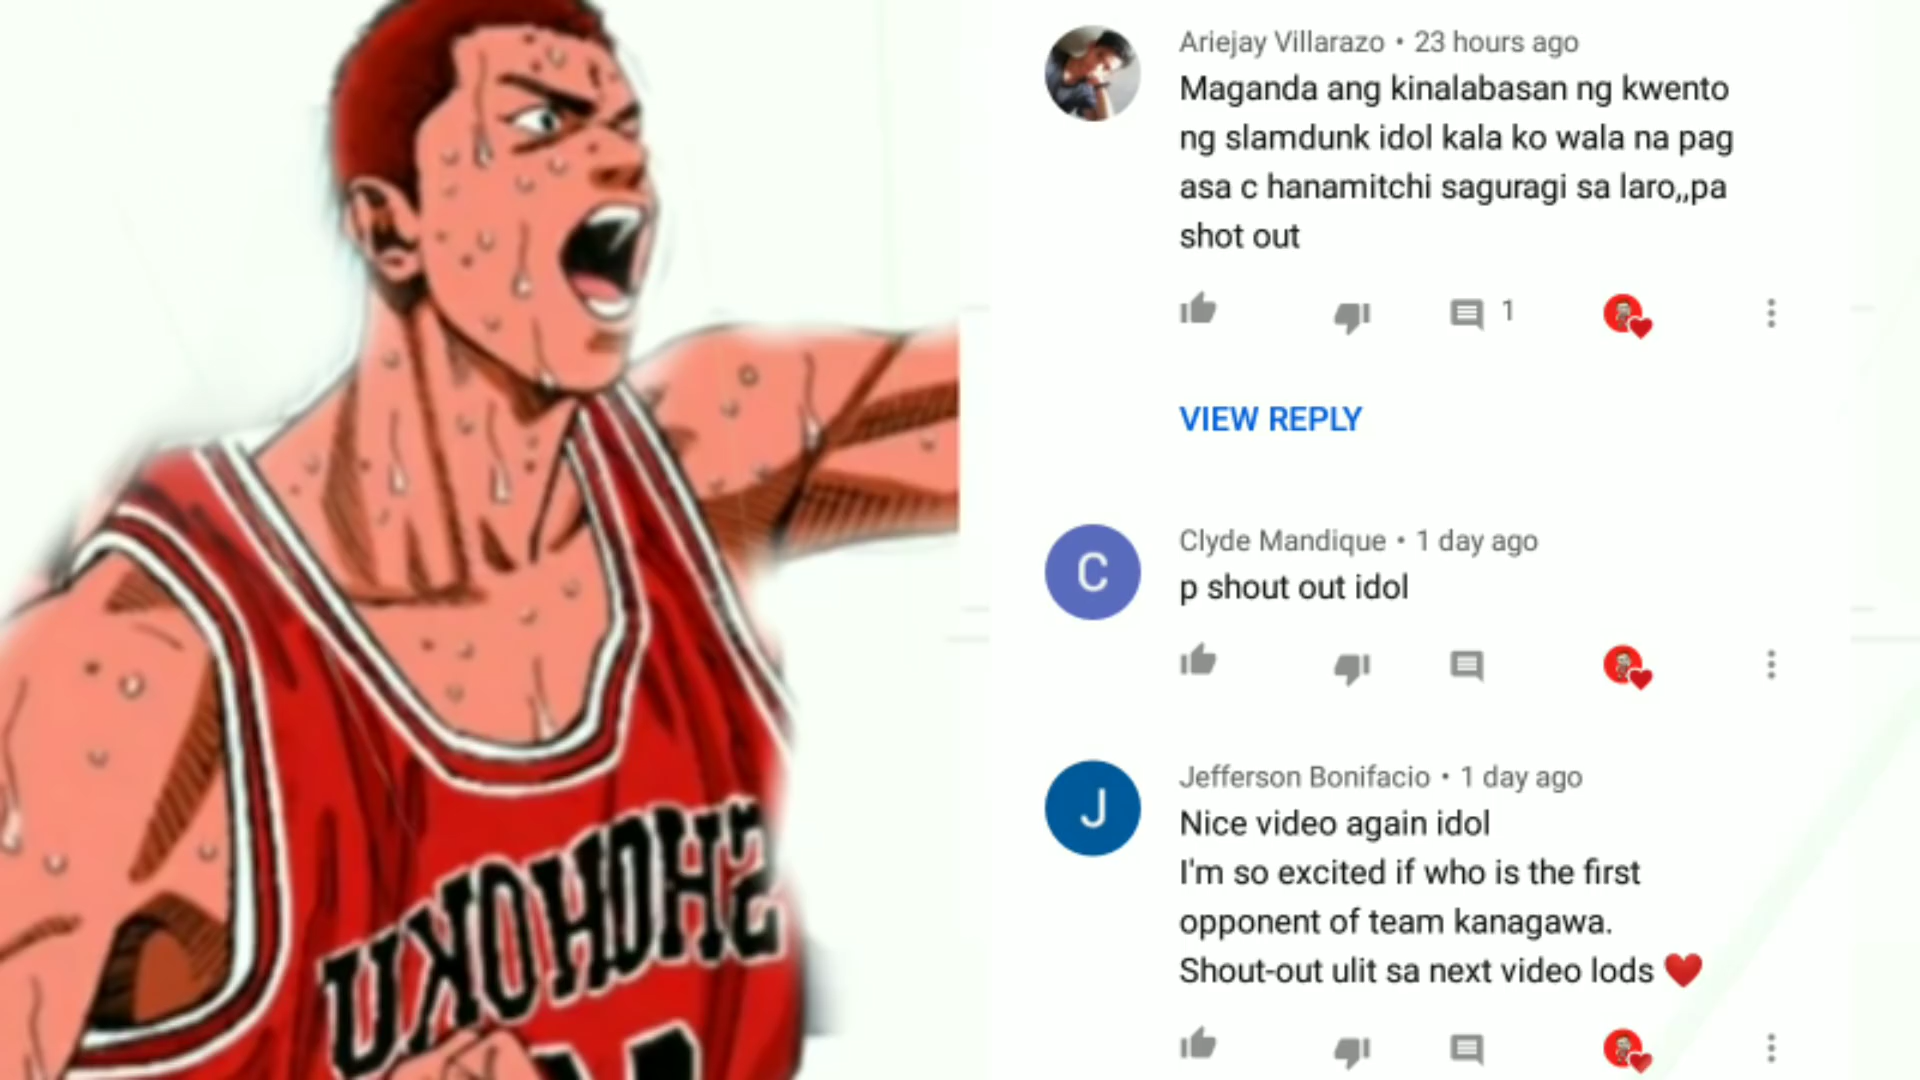 Ariejay Villarazo • 23 hours ago
Maganda ang kinalabasan ng kwento
ng slamdunk idol kala ko wala na pag
asa c hanamitchi saguragi sa laro,,pa
shot out
1
VIEW REPLY
C
Clyde Mandique • 1 day ago
p shout out idol
J
Jefferson Bonifacio • 1 day ago
Nice video again idol
I'm so excited if who is the first
opponent of team kanagawa.
Shout-out ulit sa next video lods ❤️
SHOHOKU